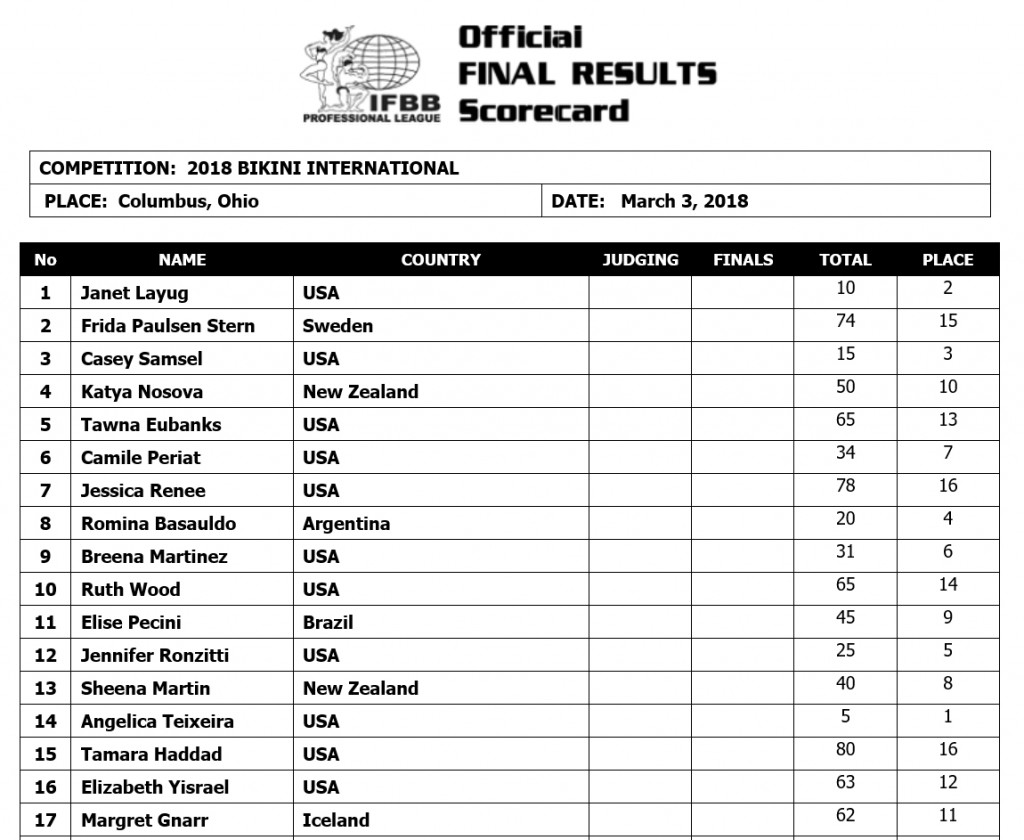 IFBB
PROFESSIONAL LEAGUE
Official
FINAL RESULTS
Scorecard
COMPETITION: 2018 BIKINI INTERNATIONAL
PLACE: Columbus, Ohio DATE: March 3, 2018
No NAME COUNTRY JUDGING FINALS TOTAL PLACE
1 Janet Layug USA 10 2
2 Frida Paulsen Stern Sweden 74 15
3 Casey Samsel USA 15 3
4 Katya Nosova New Zealand 50 10
5 Tawna Eubanks USA 65 13
6 Camile Periat USA 34 7
7 Jessica Renee USA 78 16
8 Romina Basauldo Argentina 20 4
9 Breena Martinez USA 31 6
10 Ruth Wood USA 65 14
11 Elise Pecini Brazil 45 9
12 Jennifer Ronzitti USA 25 5
13 Sheena Martin New Zealand 40 8
14 Angelica Teixeira USA 5 1
15 Tamara Haddad USA 80 16
16 Elizabeth Yisrael USA 63 12
17 Margret Gnarr Iceland 62 11